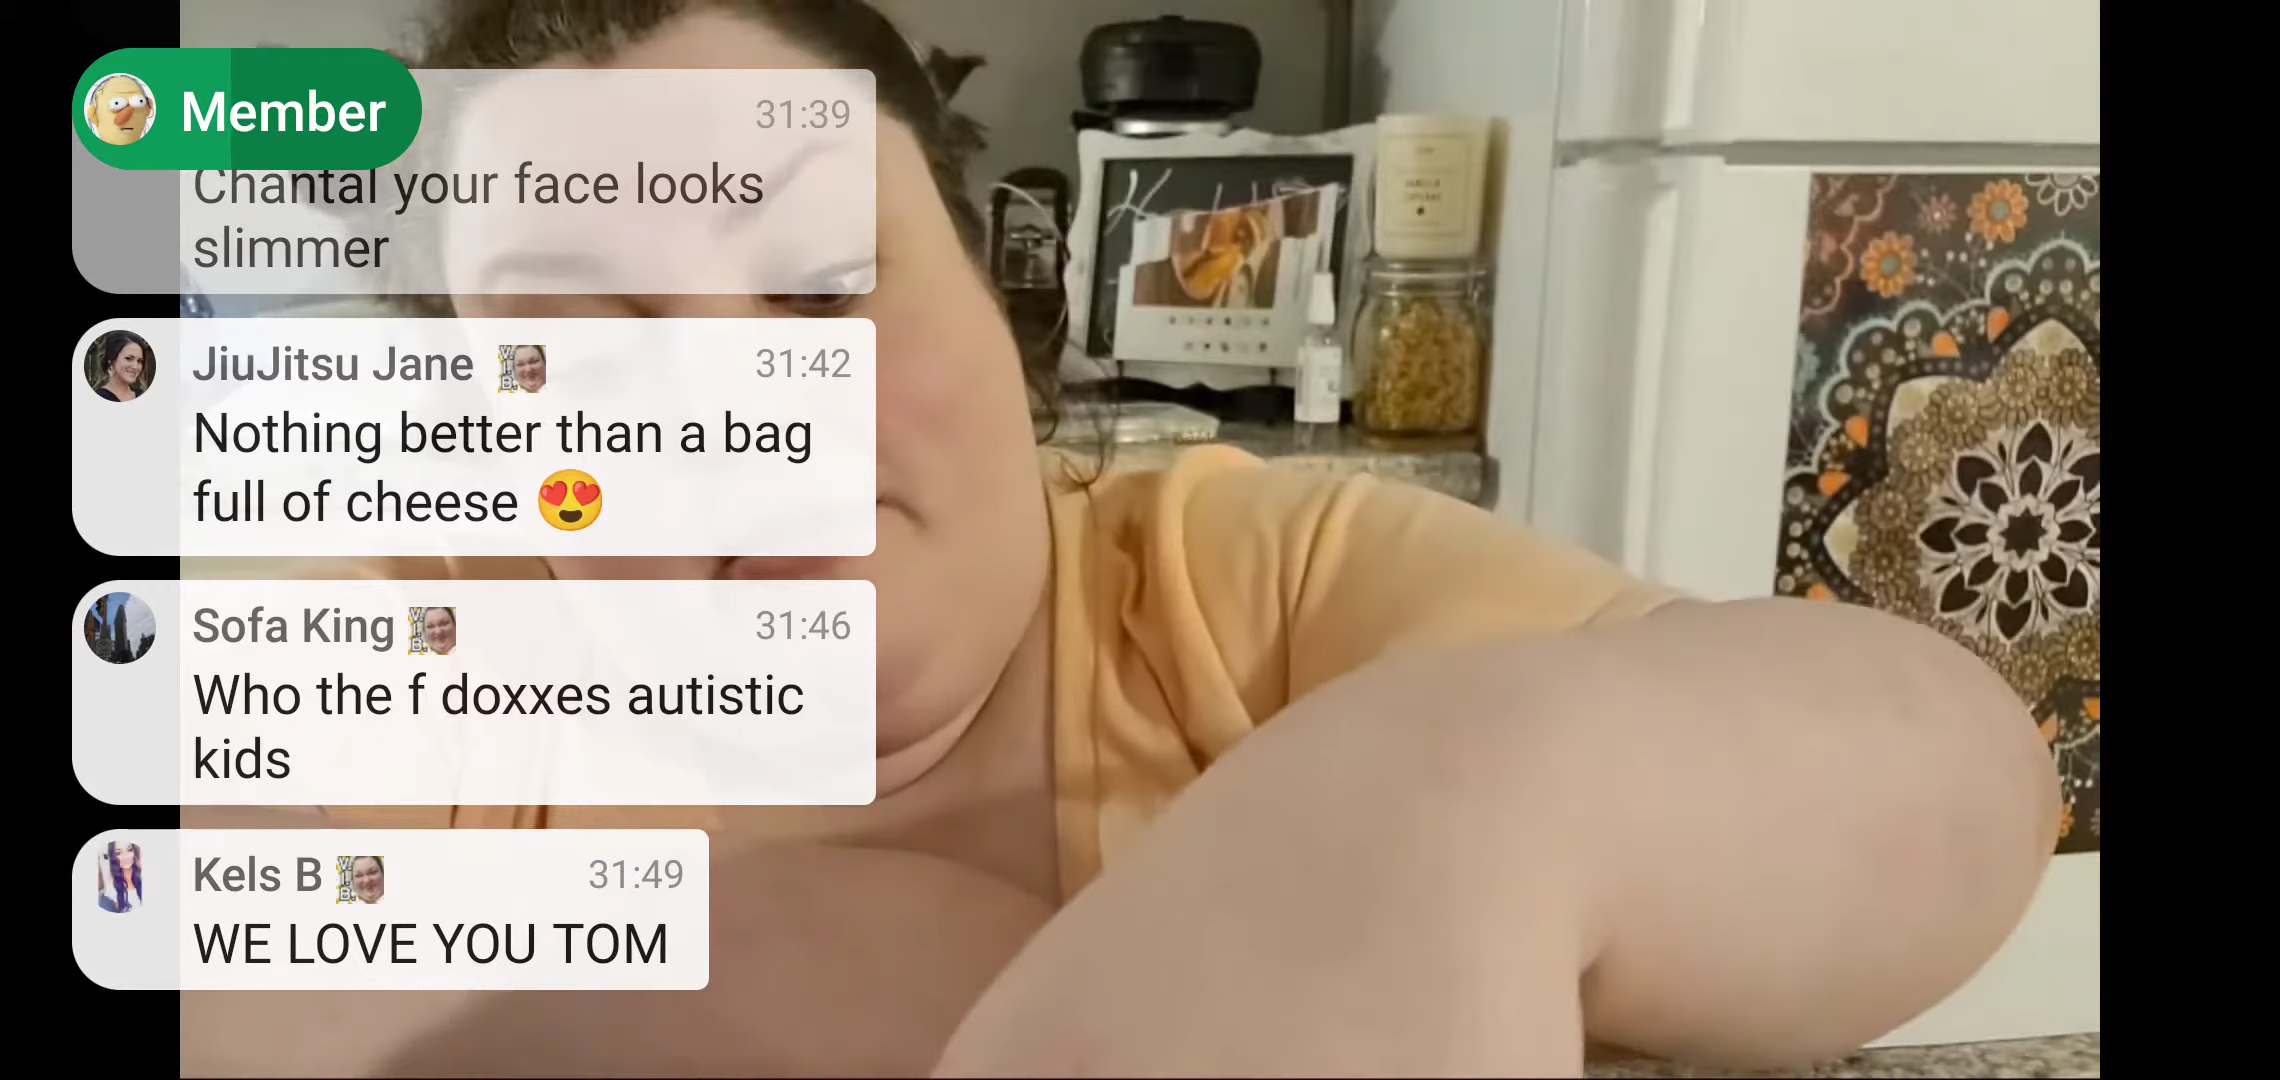 Member
31:39
Chantal your face looks
slimmer
JiuJitsu Jane 31:42
Nothing better than a bag
full of cheese 😍
Sofa King 31:46
Who the f doxxes autistic
kids
Kels B 31:49
WE LOVE YOU TOM